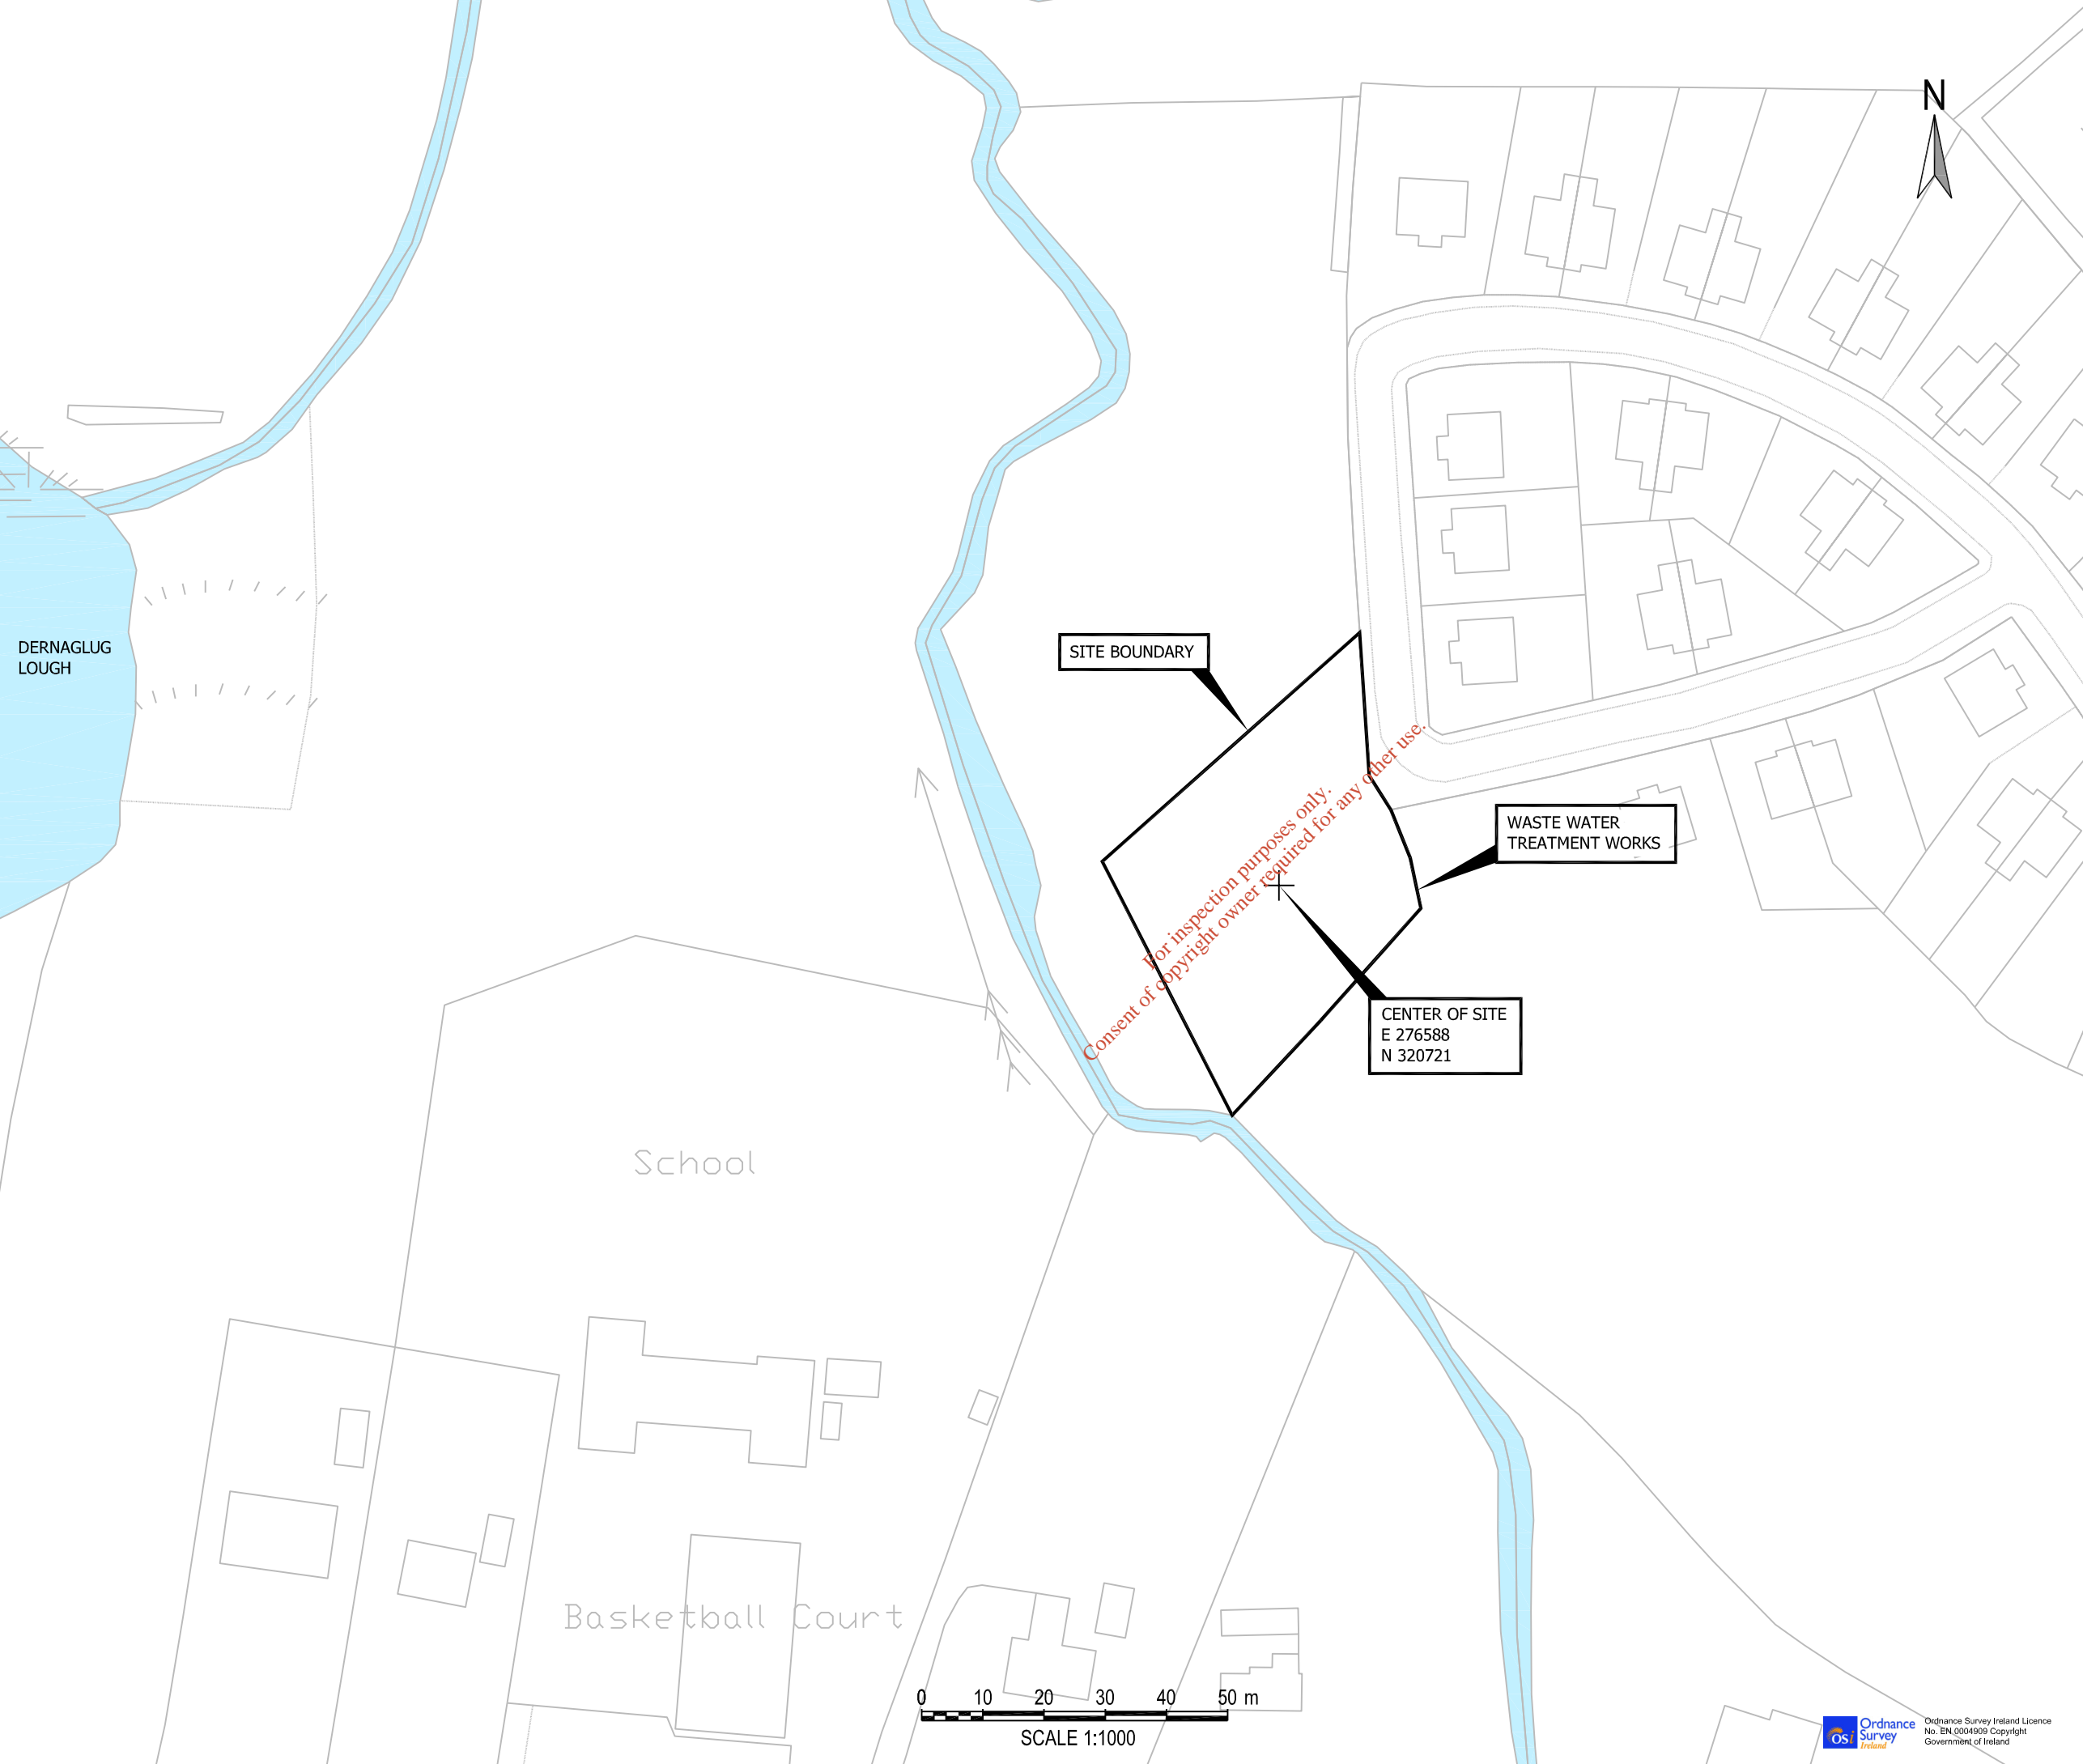 N
DERNAGLUG
LOUGH
SITE BOUNDARY
WASTE WATER
TREATMENT WORKS
For inspection purposes only.
Consent of copyright owner required for any other use.
CENTER OF SITE
E 276588
N 320721
School
Basketball Court
0 10 20 30 40 50 m
SCALE 1:1000
OSi
Ordnance
Survey
Ireland
Ordnance Survey Ireland Licence
No. EN 0004909 Copyright
Government of Ireland